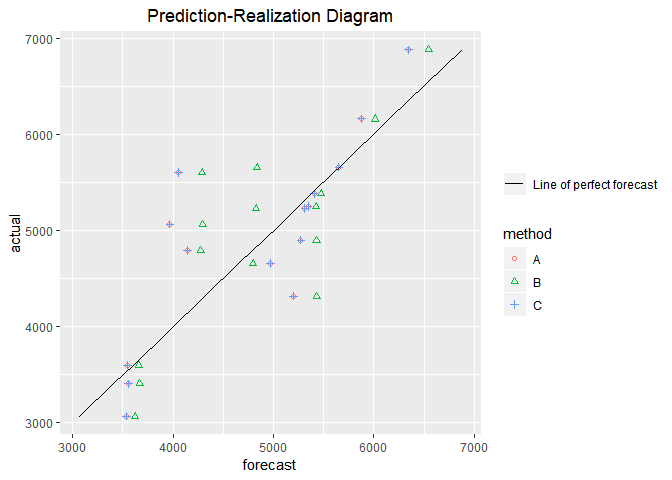 Prediction-Realization Diagram
7000
6000
5000
4000
3000
actual
3000 4000 5000 6000 7000
forecast
Line of perfect forecast
method
A
B
C